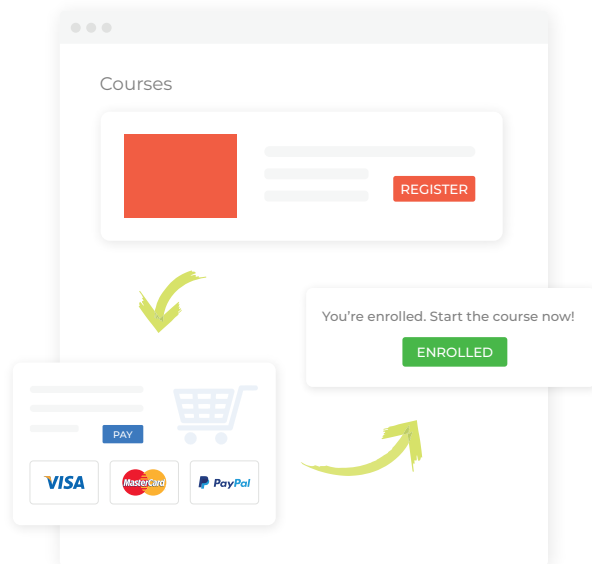 Courses
REGISTER
You're enrolled. Start the course now!
ENROLLED
PAY
VISA
MasterCard
PayPal